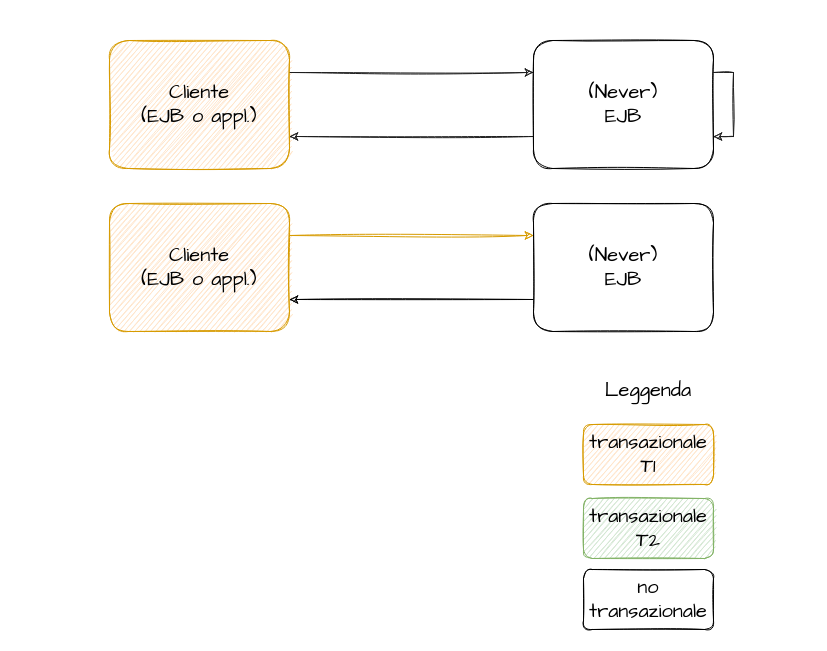 Cliente
(EJB o appl.)
(Never)
EJB
Cliente
(EJB o appl.)
(Never)
EJB
Leggenda
transazionale
T1
transazionale
T2
no
transazionale